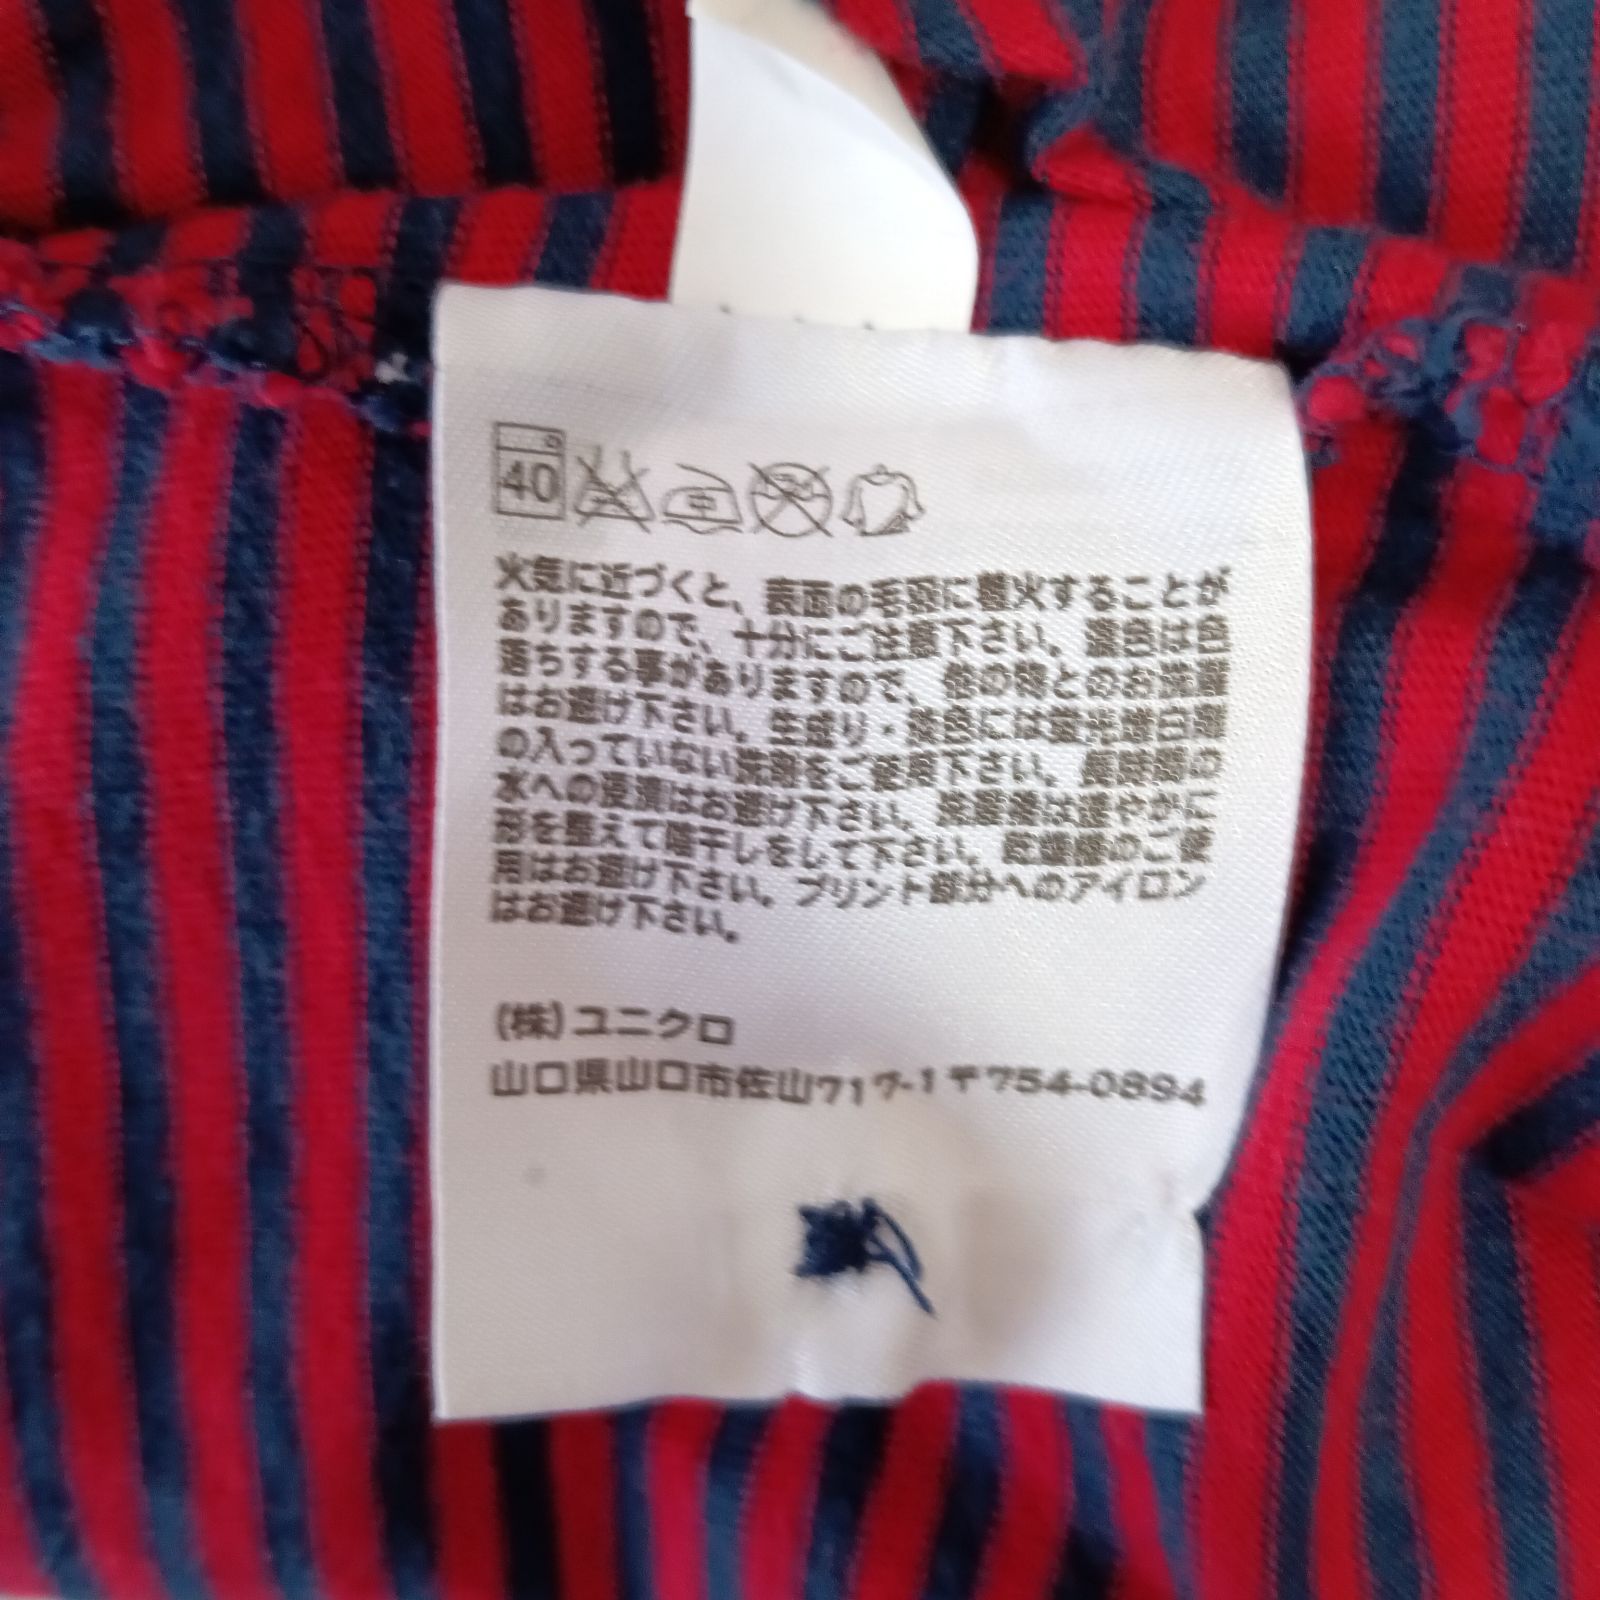 40
中
火気に近づくと、表面の毛羽に着火することが
ありますので、十分にご注意下さい。濃色は色
落ちする事がありますので、他の物とのお洗濯
はお避け下さい。生成り・淡色には蛍光増白剤
の入っていない洗剤をご使用下さい。長時間の
水への浸漬はお避け下さい。洗濯後は速やかに
形を整えて陰干しをして下さい。乾燥機のご使
用はお避け下さい。プリント部分へのアイロン
はお避け下さい。
(株)ユニクロ
山口県山口市佐山717-1〒754-0894